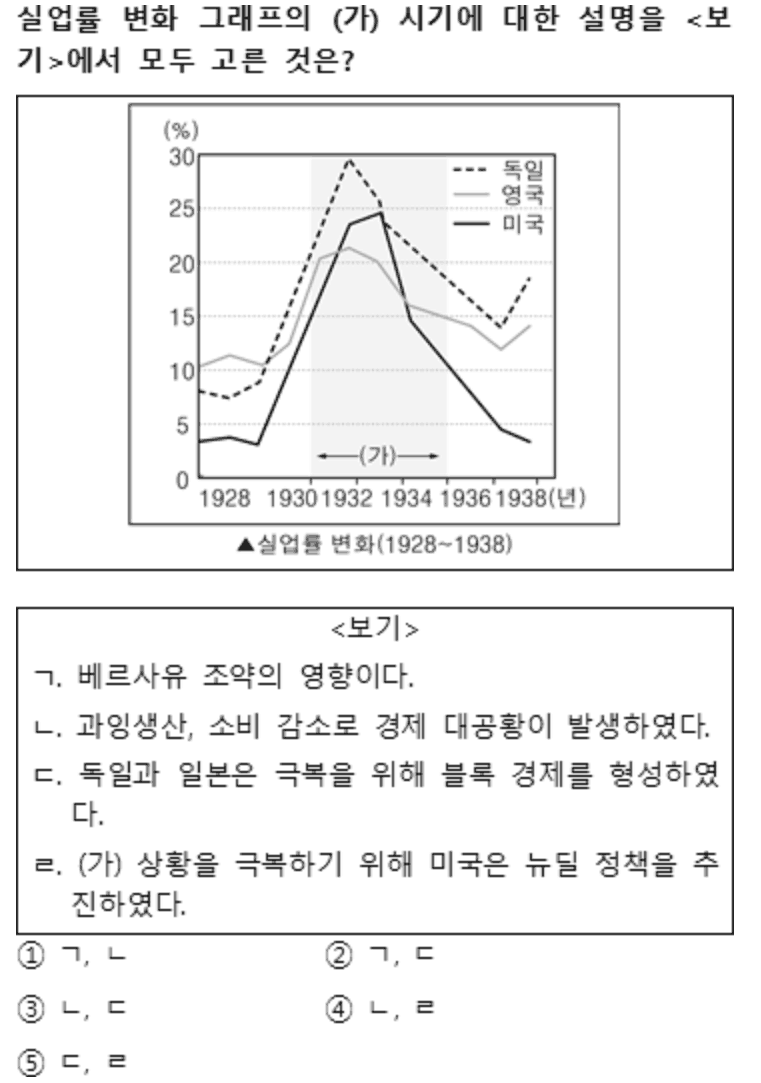 실업률 변화 그래프의 (가) 시기에 대한 설명을 <보
기>에서 모두 고른 것은?
(%)
30
25
20
15
10
5
0
독일
영국
미국
(가)
1928 1930 1932 1934 1936 1938(년)
▲실업률 변화(1928~1938)
<보기>
ㄱ. 베르사유 조약의 영향이다.
ㄴ. 과잉생산, 소비 감소로 경제 대공황이 발생하였다.
ㄷ. 독일과 일본은 극복을 위해 블록 경제를 형성하였
다.
ㄹ. (가) 상황을 극복하기 위해 미국은 뉴딜 정책을 추
진하였다.
① ㄱ, ㄴ ② ㄱ, ㄷ
③ ㄴ, ㄷ ④ ㄴ, ㄹ
⑤ ㄷ, ㄹ